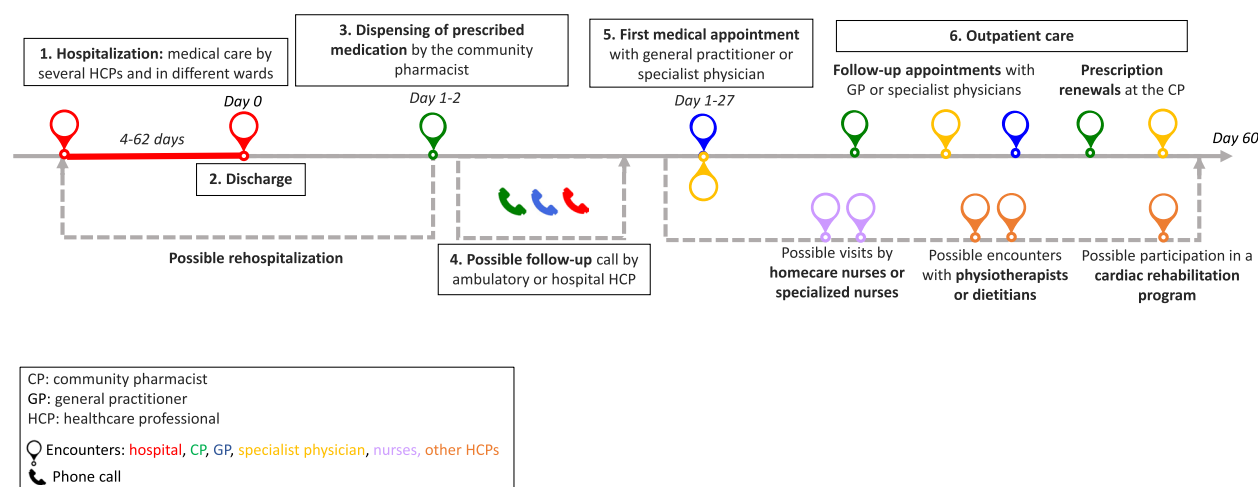 1. Hospitalization: medical care by
several HCPs and in different wards
3. Dispensing of prescribed
medication by the community
pharmacist
5. First medical appointment
with general practitioner or
specialist physician
6. Outpatient care
Follow-up appointments with
GP or specialist physicians
Prescription
renewals at the CP
Day 0
Day 1-2
Day 1-27
4-62 days
Day 60
2. Discharge
Possible rehospitalization
4. Possible follow-up call by
ambulatory or hospital HCP
Possible visits by
homecare nurses or
specialized nurses
Possible encounters
with physiotherapists
or dietitians
Possible participation in a
cardiac rehabilitation
program
CP: community pharmacist
GP: general practitioner
HCP: healthcare professional
Encounters: hospital, CP, GP, specialist physician, nurses, other HCPs
Phone call